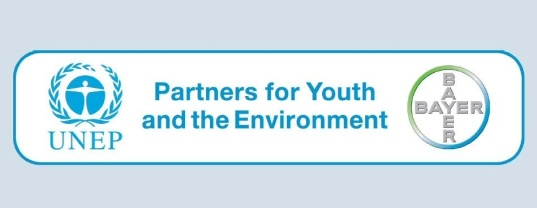 Partners for Youth
and the Environment
UNEP
BAYER
BAYER